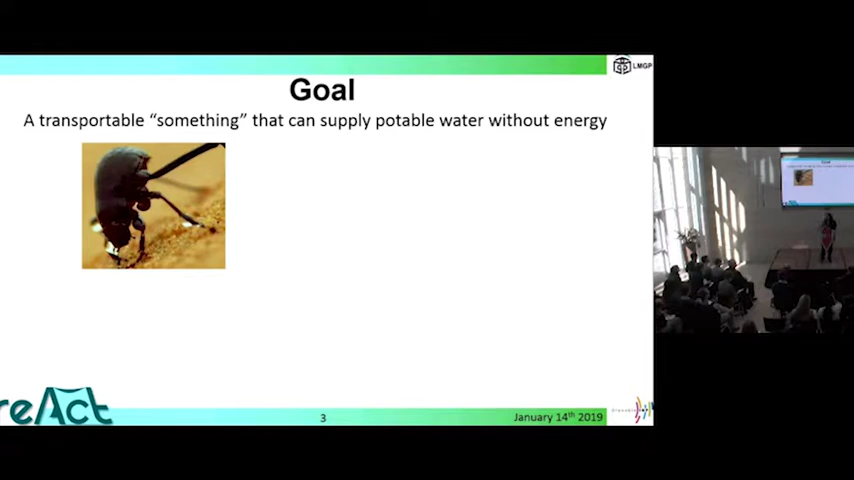 LMGP
Goal
A transportable “something” that can supply potable water without energy
reAct
3
January 14th 2019